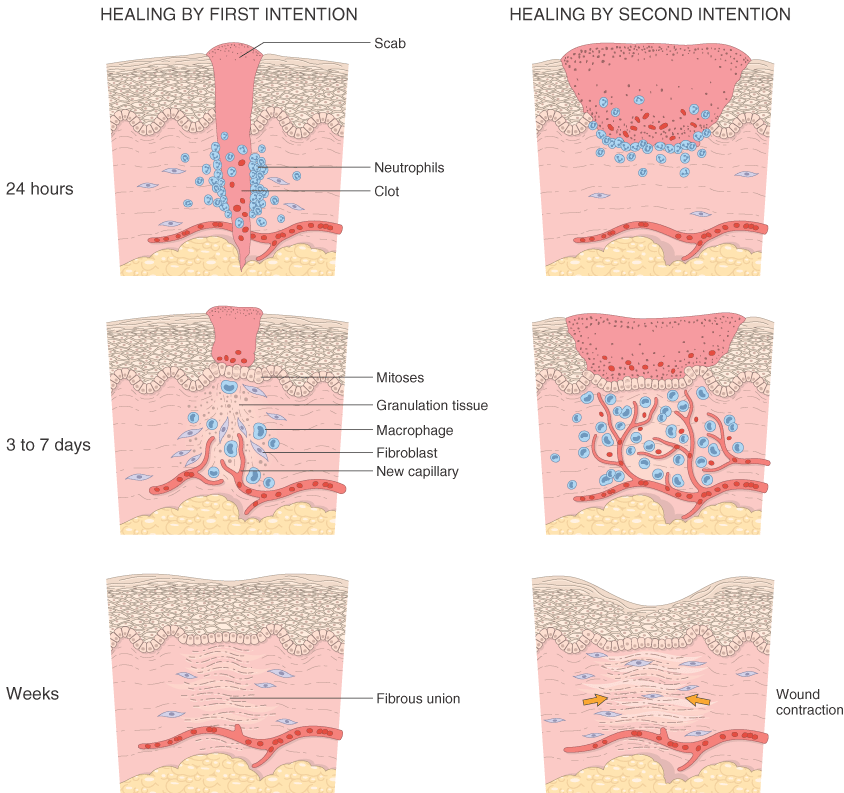 HEALING BY FIRST INTENTION
HEALING BY SECOND INTENTION
Scab
Neutrophils
Clot
24 hours
Mitoses
Granulation tissue
Macrophage
Fibroblast
New capillary
3 to 7 days
Weeks
Fibrous union
Wound
contraction